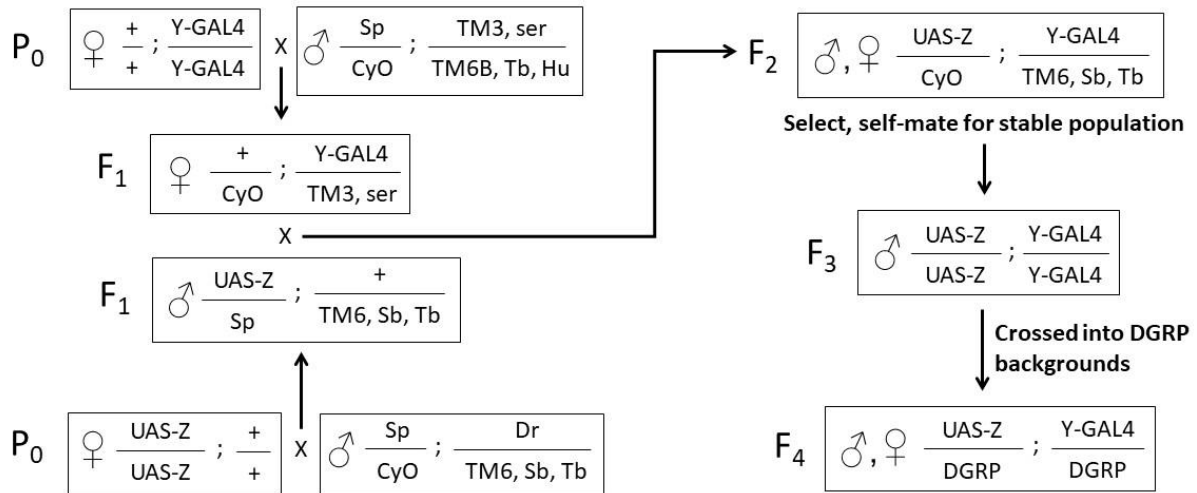 P0 ♀ + / + ; Y-GAL4 / Y-GAL4 X ♂ Sp / CyO ; TM3, ser / TM6B, Tb, Hu
F1 ♀ + / CyO ; Y-GAL4 / TM3, ser
X
F1 ♂ UAS-Z / Sp ; + / TM6, Sb, Tb
P0 ♀ UAS-Z / UAS-Z ; + / + X ♂ Sp / CyO ; Dr / TM6, Sb, Tb
F2 ♂, ♀ UAS-Z / CyO ; Y-GAL4 / TM6, Sb, Tb
Select, self-mate for stable population
F3 ♂ UAS-Z / UAS-Z ; Y-GAL4 / Y-GAL4
Crossed into DGRP
backgrounds
F4 ♂, ♀ UAS-Z / DGRP ; Y-GAL4 / DGRP